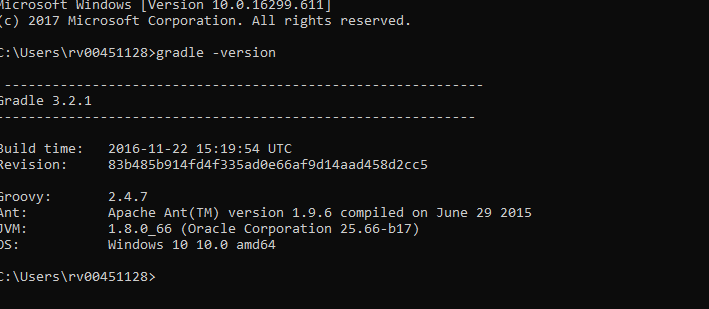 Microsoft Windows [Version 10.0.16299.611]
(c) 2017 Microsoft Corporation. All rights reserved.
C:\Users\rv00451128>gradle -version
------------------------------------------------------------
Gradle 3.2.1
------------------------------------------------------------
Build time:   2016-11-22 15:19:54 UTC
Revision:     83b485b914fd4f335ad0e66af9d14aad458d2cc5
Groovy:       2.4.7
Ant:          Apache Ant(TM) version 1.9.6 compiled on June 29 2015
JVM:          1.8.0_66 (Oracle Corporation 25.66-b17)
OS:           Windows 10 10.0 amd64
C:\Users\rv00451128>